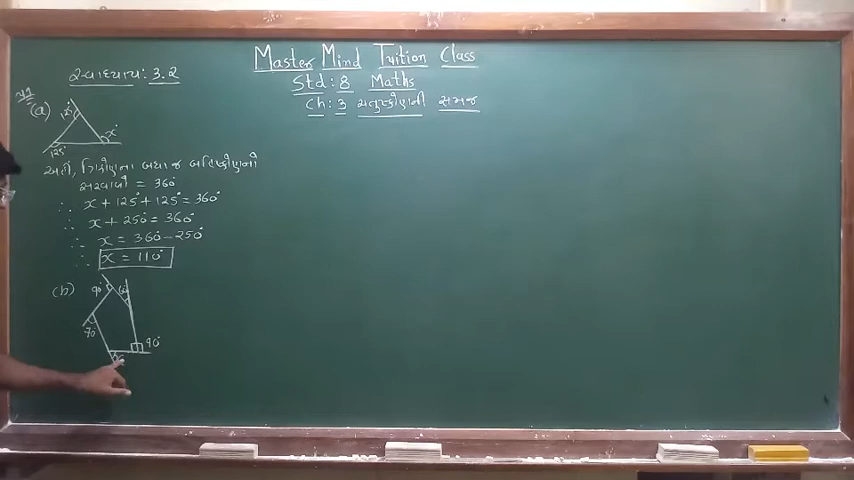 Master Mind Tuition Class
Std: 8 Maths
Ch: 3 ચતુષ્કોણની સમજ
સ્વાધ્યાય: 3.2
પ્ર1
(a)
125°
x°
125°
અહીં, ત્રિકોણના બધા જ બહિષ્કોણનો
સરવાળો = 360°
∴ x + 125° + 125° = 360°
∴ x + 250° = 360°
∴ x = 360° - 250°
∴ x = 110°
(b)
90°
60°
70°
90°
x°